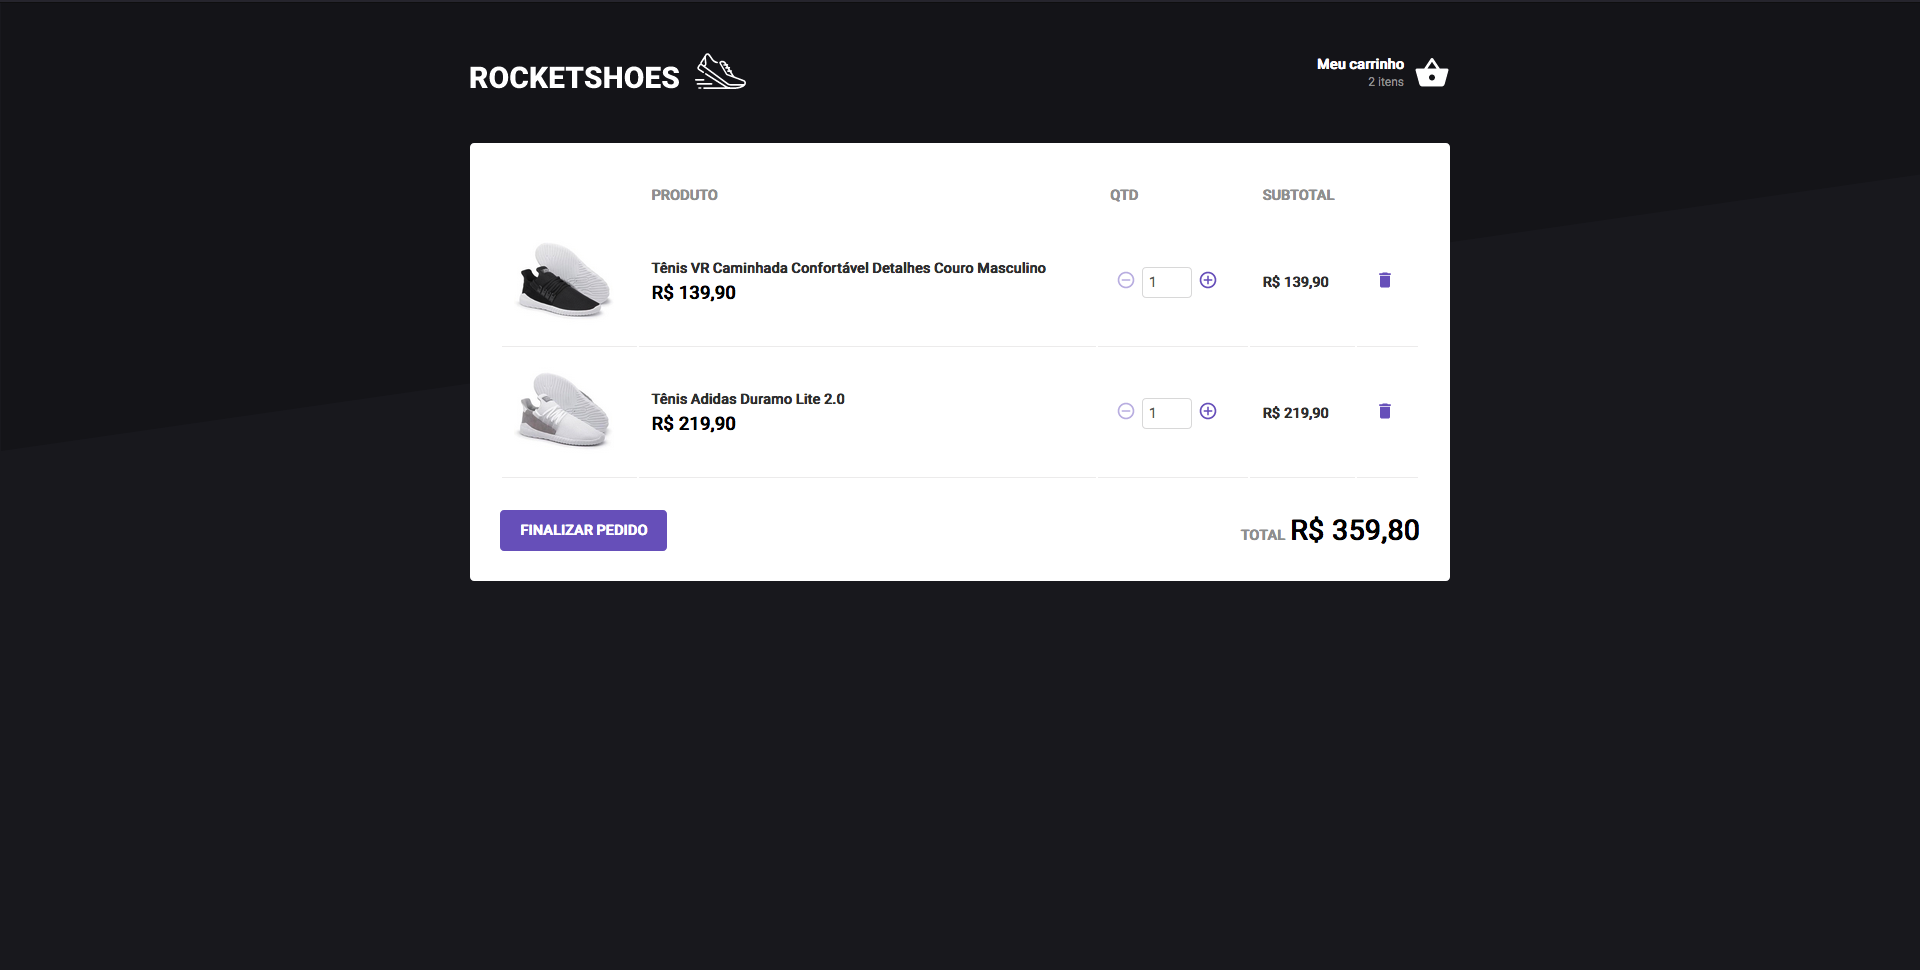 ROCKETSHOES
Meu carrinho
2 itens
PRODUTO QTD SUBTOTAL
Tênis VR Caminhada Confortável Detalhes Couro Masculino
R$ 139,90
1
R$ 139,90
Tênis Adidas Duramo Lite 2.0
R$ 219,90
1
R$ 219,90
FINALIZAR PEDIDO
TOTAL R$ 359,80